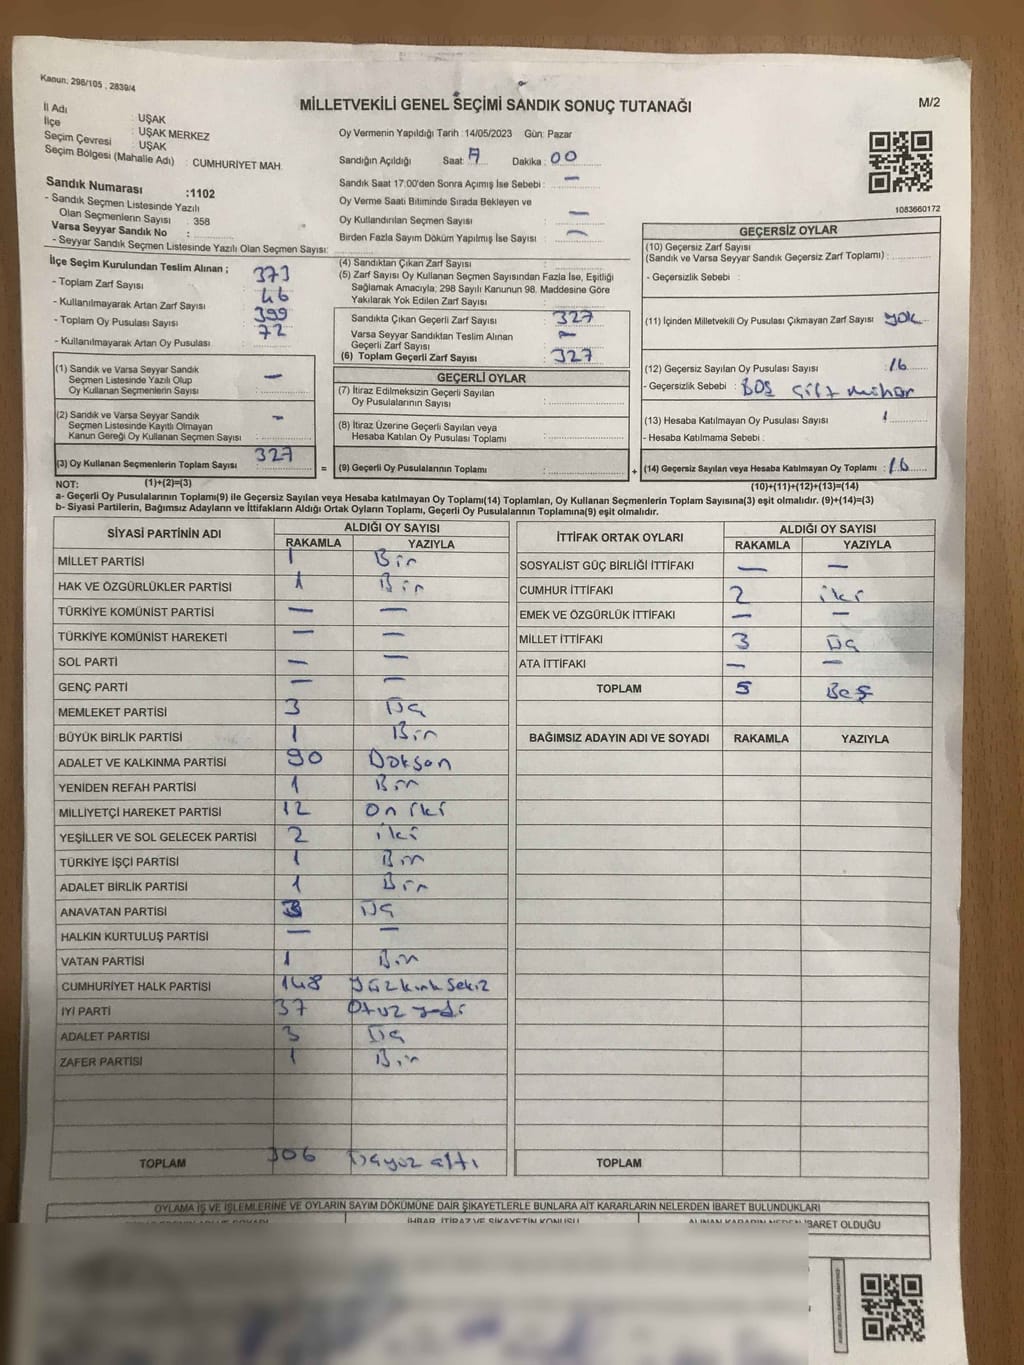 Kanun: 298/105 , 2839/4
MİLLETVEKİLİ GENEL SEÇİMİ SANDIK SONUÇ TUTANAĞI
M/2
İl Adı : UŞAK
İlçe : UŞAK MERKEZ
Seçim Çevresi : UŞAK
Seçim Bölgesi (Mahalle Adı) : CUMHURİYET MAH.
Sandık Numarası :1102
- Sandık Seçmen Listesinde Yazılı
Olan Seçmenlerin Sayısı : 358
Varsa Seyyar Sandık No :
- Seyyar Sandık Seçmen Listesinde Yazılı Olan Seçmen Sayısı:
Oy Vermenin Yapıldığı Tarih :14/05/2023 Gün: Pazar
Sandığın Açıldığı Saat: Dakika : 00
Sandık Saat 17.00'den Sonra Açımış İse Sebebi : —
Oy Verme Saati Bitiminde Sırada Bekleyen ve
Oy Kullandırılan Seçmen Sayısı : —
Birden Fazla Sayım Döküm Yapılmış İse Sayısı : —
1083660172
İlçe Seçim Kurulundan Teslim Alınan ;
- Toplam Zarf Sayısı : 373
- Kullanılmayarak Artan Zarf Sayısı : 46
- Toplam Oy Pusulası Sayısı : 399
- Kullanılmayarak Artan Oy Pusulası : 72
(1) Sandık ve Varsa Seyyar Sandık
Seçmen Listesinde Yazılı Olup
Oy Kullanan Seçmenlerin Sayısı : —
(2) Sandık ve Varsa Seyyar Sandık
Seçmen Listesinde Kayıtlı Olmayan
Kanun Gereği Oy Kullanan Seçmen Sayısı : —
(3) Oy Kullanan Seçmenlerin Toplam Sayısı : 327
(4) Sandıktan Çıkan Zarf Sayısı :
(5) Zarf Sayısı Oy Kullanan Seçmen Sayısından Fazla İse, Eşitliği
Sağlamak Amacıyla; 298 Sayılı Kanunun 98. Maddesine Göre
Yakılarak Yok Edilen Zarf Sayısı :
Sandıkta Çıkan Geçerli Zarf Sayısı : 327
Varsa Seyyar Sandıktan Teslim Alınan
Geçerli Zarf Sayısı : —
(6) Toplam Geçerli Zarf Sayısı : 327
GEÇERLİ OYLAR
(7) İtiraz Edilmeksizin Geçerli Sayılan
Oy Pusulalarının Sayısı :
(8) İtiraz Üzerine Geçerli Sayılan veya
Hesaba Katılan Oy Pusulası Toplamı :
= (9) Geçerli Oy Pusulalarının Toplamı :
GEÇERSİZ OYLAR
(10) Geçersiz Zarf Sayısı
(Sandık ve Varsa Seyyar Sandık Geçersiz Zarf Toplamı) :
- Geçersizlik Sebebi :
(11) İçinden Milletvekili Oy Pusulası Çıkmayan Zarf Sayısı : yok
(12) Geçersiz Sayılan Oy Pusulası Sayısı : 16
- Geçersizlik Sebebi : BOŞ çift mühür
(13) Hesaba Katılmayan Oy Pusulası Sayısı :
- Hesaba Katılmama Sebebi :
+ (14) Geçersiz Sayılan veya Hesaba Katılmayan Oy Toplamı : 16
NOT: (1)+(2)=(3)
(10)+(11)+(12)+(13)=(14)
a- Geçerli Oy Pusulalarının Toplamı(9) ile Geçersiz Sayılan veya Hesaba katılmayan Oy Toplamı(14) Toplamları, Oy Kullanan Seçmenlerin Toplam Sayısına(3) eşit olmalıdır. (9)+(14)=(3)
b- Siyasi Partilerin, Bağımsız Adayların ve İttifakların Aldığı Ortak Oyların Toplamı, Geçerli Oy Pusulalarının Toplamına(9) eşit olmalıdır.
SİYASİ PARTİNİN ADI ALDIĞI OY SAYISI
RAKAMLA YAZIYLA
MİLLET PARTİSİ 1 Bir
HAK VE ÖZGÜRLÜKLER PARTİSİ 1 Bir
TÜRKİYE KOMÜNİST PARTİSİ — —
TÜRKİYE KOMÜNİST HAREKETİ — —
SOL PARTİ — —
GENÇ PARTİ — —
MEMLEKET PARTİSİ 3 Üç
BÜYÜK BİRLİK PARTİSİ 1 Bir
ADALET VE KALKINMA PARTİSİ 90 Doksan
YENİDEN REFAH PARTİSİ 1 Bir
MİLLİYETÇİ HAREKET PARTİSİ 12 on iki
YEŞİLLER VE SOL GELECEK PARTİSİ 2 iki
TÜRKİYE İŞÇİ PARTİSİ 1 Bir
ADALET BİRLİK PARTİSİ 1 Bir
ANAVATAN PARTİSİ 3 Üç
HALKIN KURTULUŞ PARTİSİ — —
VATAN PARTİSİ 1 Bir
CUMHURİYET HALK PARTİSİ 148 Yüzkırk sekiz
İYİ PARTİ 37 Otuz yedi
ADALET PARTİSİ 3 Üç
ZAFER PARTİSİ 1 Bir
TOPLAM 306 Üçyüz altı
İTTİFAK ORTAK OYLARI ALDIĞI OY SAYISI
RAKAMLA YAZIYLA
SOSYALİST GÜÇ BİRLİĞİ İTTİFAKI — —
CUMHUR İTTİFAKI 2 iki
EMEK VE ÖZGÜRLÜK İTTİFAKI — —
MİLLET İTTİFAKI 3 Üç
ATA İTTİFAKI — —
TOPLAM 5 Beş
BAĞIMSIZ ADAYIN ADI VE SOYADI RAKAMLA YAZIYLA
TOPLAM
OYLAMA İŞ VE İŞLEMLERİNE VE OYLARIN SAYIM DÖKÜMÜNE DAİR ŞİKAYETLERLE BUNLARA AİT KARARLARIN NELERDEN İBARET BULUNDUKLARI
İHBAR, İTİRAZ VE ŞİKAYETİN KONUSU ALINAN KARARIN NEDEN İBARET OLDUĞU